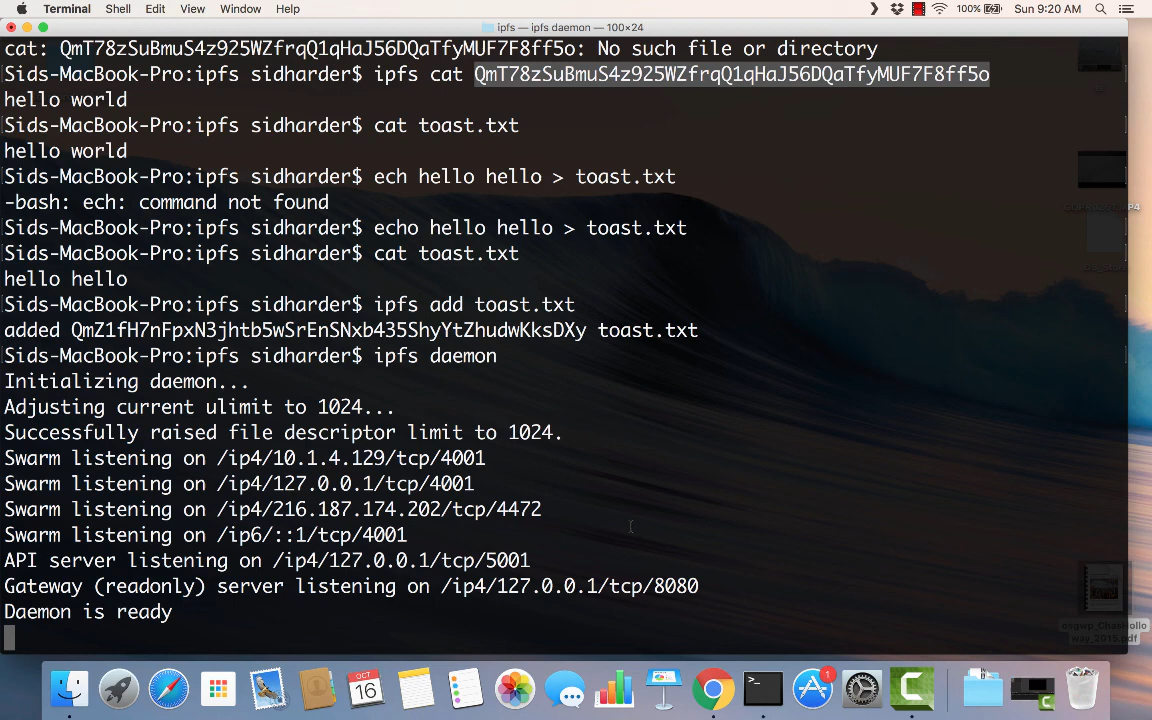 Terminal Shell Edit View Window Help 100% Sun 9:20 AM
ipfs — ipfs daemon — 100×24
cat: QmT78zSuBmuS4z925WZfrqQ1qHaJ56DQaTfyMUF7F8ff5o: No such file or directory
Sids-MacBook-Pro:ipfs sidharder$ ipfs cat QmT78zSuBmuS4z925WZfrqQ1qHaJ56DQaTfyMUF7F8ff5o
hello world
Sids-MacBook-Pro:ipfs sidharder$ cat toast.txt
hello world
Sids-MacBook-Pro:ipfs sidharder$ ech hello hello > toast.txt
-bash: ech: command not found
Sids-MacBook-Pro:ipfs sidharder$ echo hello hello > toast.txt
Sids-MacBook-Pro:ipfs sidharder$ cat toast.txt
hello hello
Sids-MacBook-Pro:ipfs sidharder$ ipfs add toast.txt
added QmZ1fH7nFpxN3jhtb5wSrEnSNxb435ShyYtZhudwKksDXy toast.txt
Sids-MacBook-Pro:ipfs sidharder$ ipfs daemon
Initializing daemon...
Adjusting current ulimit to 1024...
Successfully raised file descriptor limit to 1024.
Swarm listening on /ip4/10.1.4.129/tcp/4001
Swarm listening on /ip4/127.0.0.1/tcp/4001
Swarm listening on /ip4/216.187.174.202/tcp/4472
Swarm listening on /ip6/::1/tcp/4001
API server listening on /ip4/127.0.0.1/tcp/5001
Gateway (readonly) server listening on /ip4/127.0.0.1/tcp/8080
Daemon is ready
osgwp_ChasHollo
way_2015.pdf
OCT
16
1